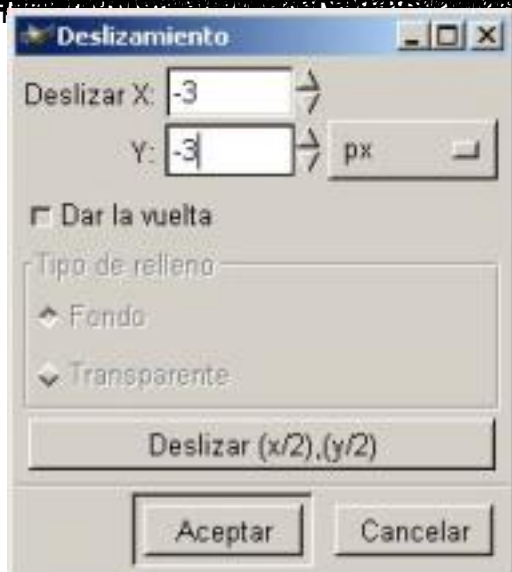 Deslizamiento
Deslizar X: -3
Y: -3 px
Dar la vuelta
Tipo de relleno
Fondo
Transparente
Deslizar (x/2),(y/2)
Aceptar Cancelar